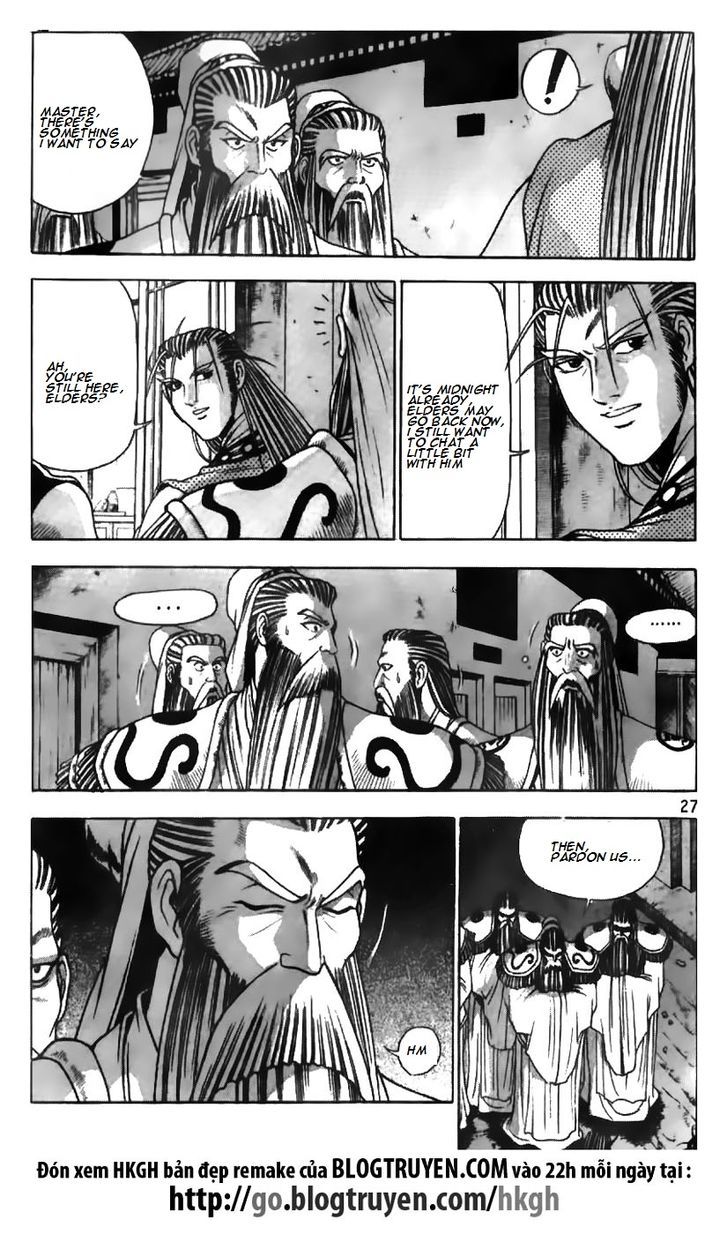 MASTER,
THERE'S
SOMETHING
I WANT TO SAY
!
AH,
YOU'RE
STILL HERE,
ELDERS?
IT'S MIDNIGHT
ALREADY,
ELDERS MAY
GO BACK NOW,
I STILL WANT
TO CHAT A
LITTLE BIT
WITH HIM
...
......
27
HM
THEN,
PARDON US...
Đón xem HKGH bản đẹp remake của BLOGTRUYEN.COM vào 22h mỗi ngày tại :
http://go.blogtruyen.com/hkgh